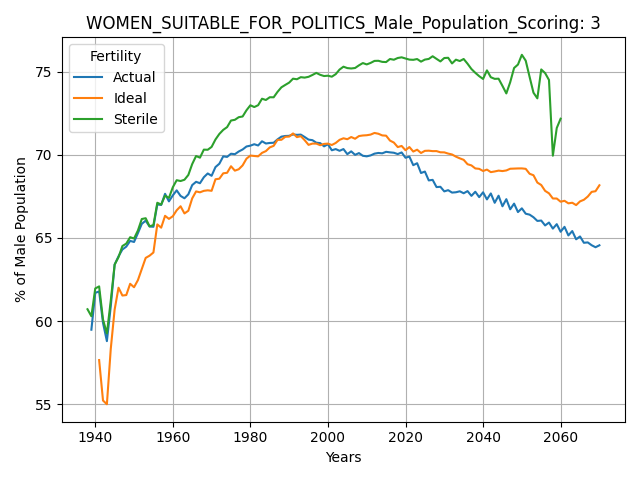 WOMEN_SUITABLE_FOR_POLITICS_Male_Population_Scoring: 3
Fertility
Actual
Ideal
Sterile
% of Male Population
75
70
65
60
55
1940 1960 1980 2000 2020 2040 2060
Years